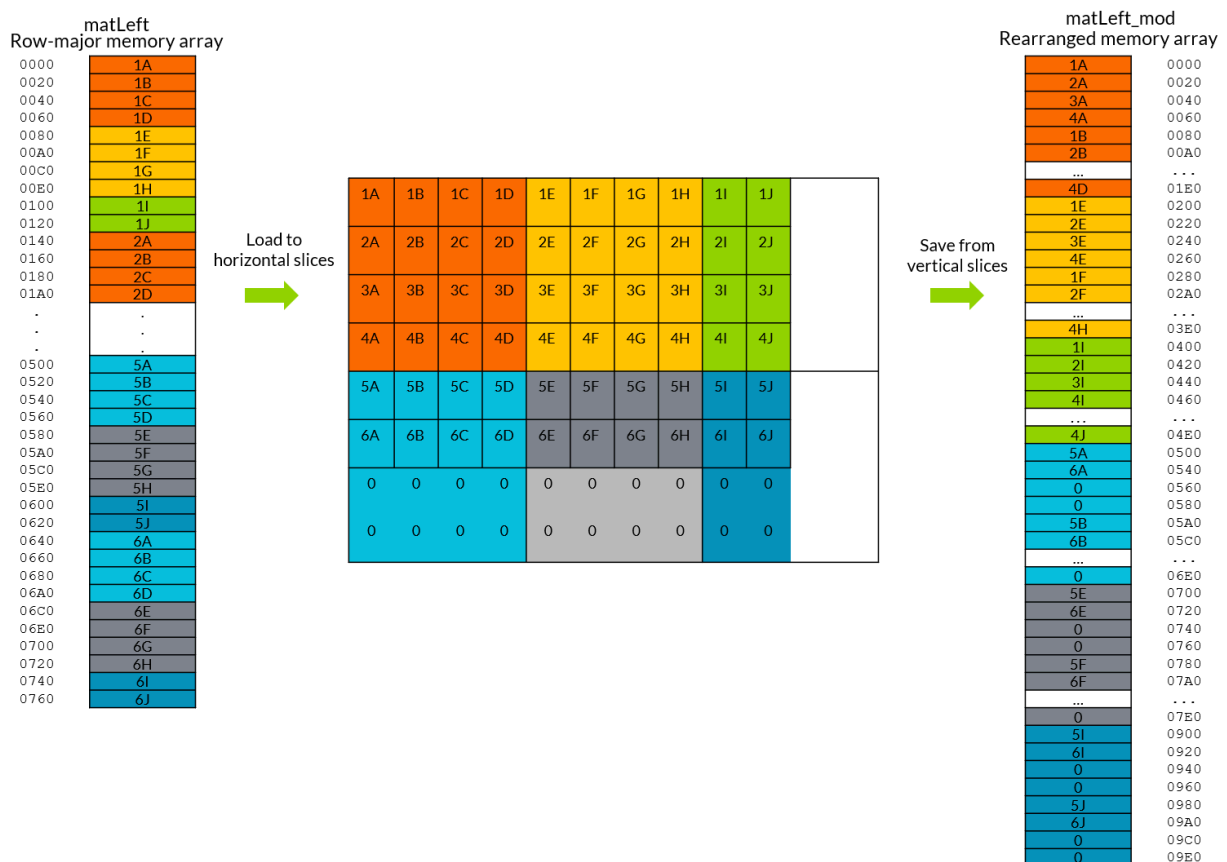 matLeft
Row-major memory array
0000 1A
0020 1B
0040 1C
0060 1D
0080 1E
00A0 1F
00C0 1G
00E0 1H
0100 1I
0120 1J
0140 2A
0160 2B
0180 2C
01A0 2D
. .
. .
. .
0500 5A
0520 5B
0540 5C
0560 5D
0580 5E
05A0 5F
05C0 5G
05E0 5H
0600 5I
0620 5J
0640 6A
0660 6B
0680 6C
06A0 6D
06C0 6E
06E0 6F
0700 6G
0720 6H
0740 6I
0760 6J
Load to
horizontal slices
1A 1B 1C 1D 1E 1F 1G 1H 1I 1J
2A 2B 2C 2D 2E 2F 2G 2H 2I 2J
3A 3B 3C 3D 3E 3F 3G 3H 3I 3J
4A 4B 4C 4D 4E 4F 4G 4H 4I 4J
5A 5B 5C 5D 5E 5F 5G 5H 5I 5J
6A 6B 6C 6D 6E 6F 6G 6H 6I 6J
0 0 0 0 0 0 0 0 0 0
0 0 0 0 0 0 0 0 0 0
Save from
vertical slices
matLeft_mod
Rearranged memory array
1A 0000
2A 0020
3A 0040
4A 0060
1B 0080
2B 00A0
... ...
4D 01E0
1E 0200
2E 0220
3E 0240
4E 0260
1F 0280
2F 02A0
... ...
4H 03E0
1I 0400
2I 0420
3I 0440
4I 0460
... ...
4J 04E0
5A 0500
6A 0540
0 0560
0 0580
5B 05A0
6B 05C0
... ...
0 06E0
5E 0700
6E 0720
0 0740
0 0760
5F 0780
6F 07A0
... ...
0 07E0
5I 0900
6I 0920
0 0940
0 0960
5J 0980
6J 09A0
0 09C0
0 09E0